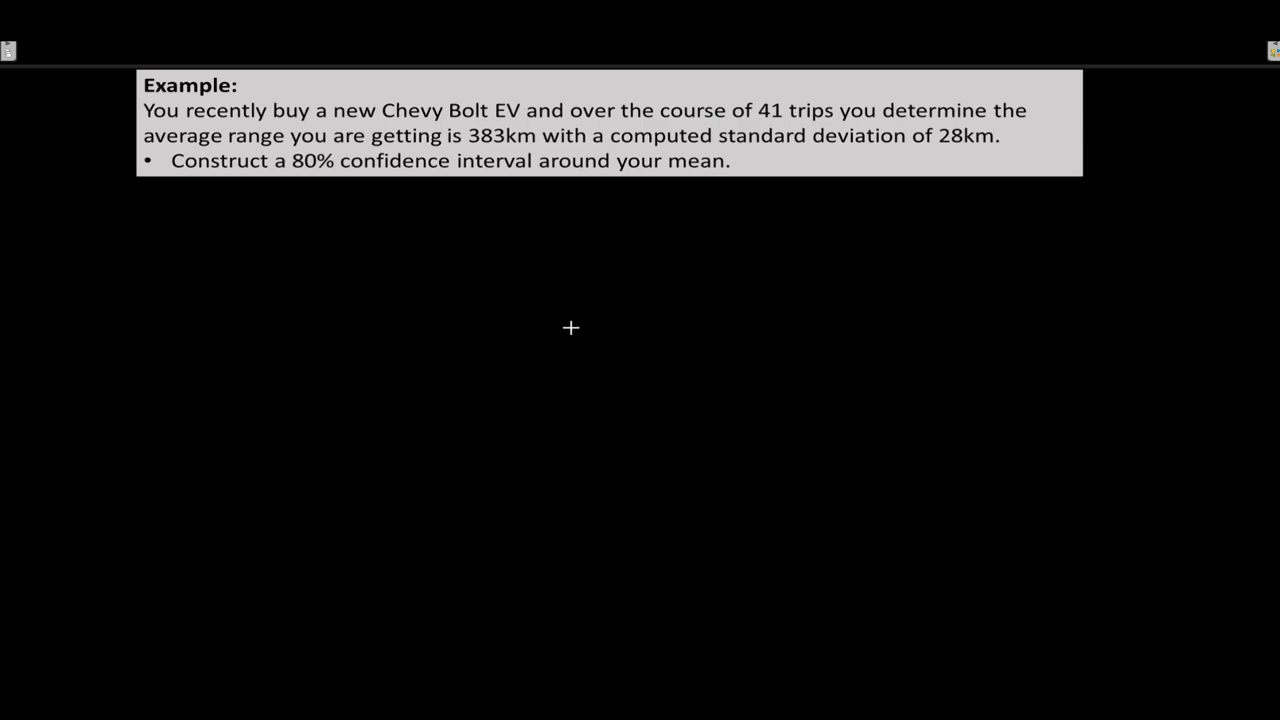 Example:
You recently buy a new Chevy Bolt EV and over the course of 41 trips you determine the
average range you are getting is 383km with a computed standard deviation of 28km.
• Construct a 80% confidence interval around your mean.